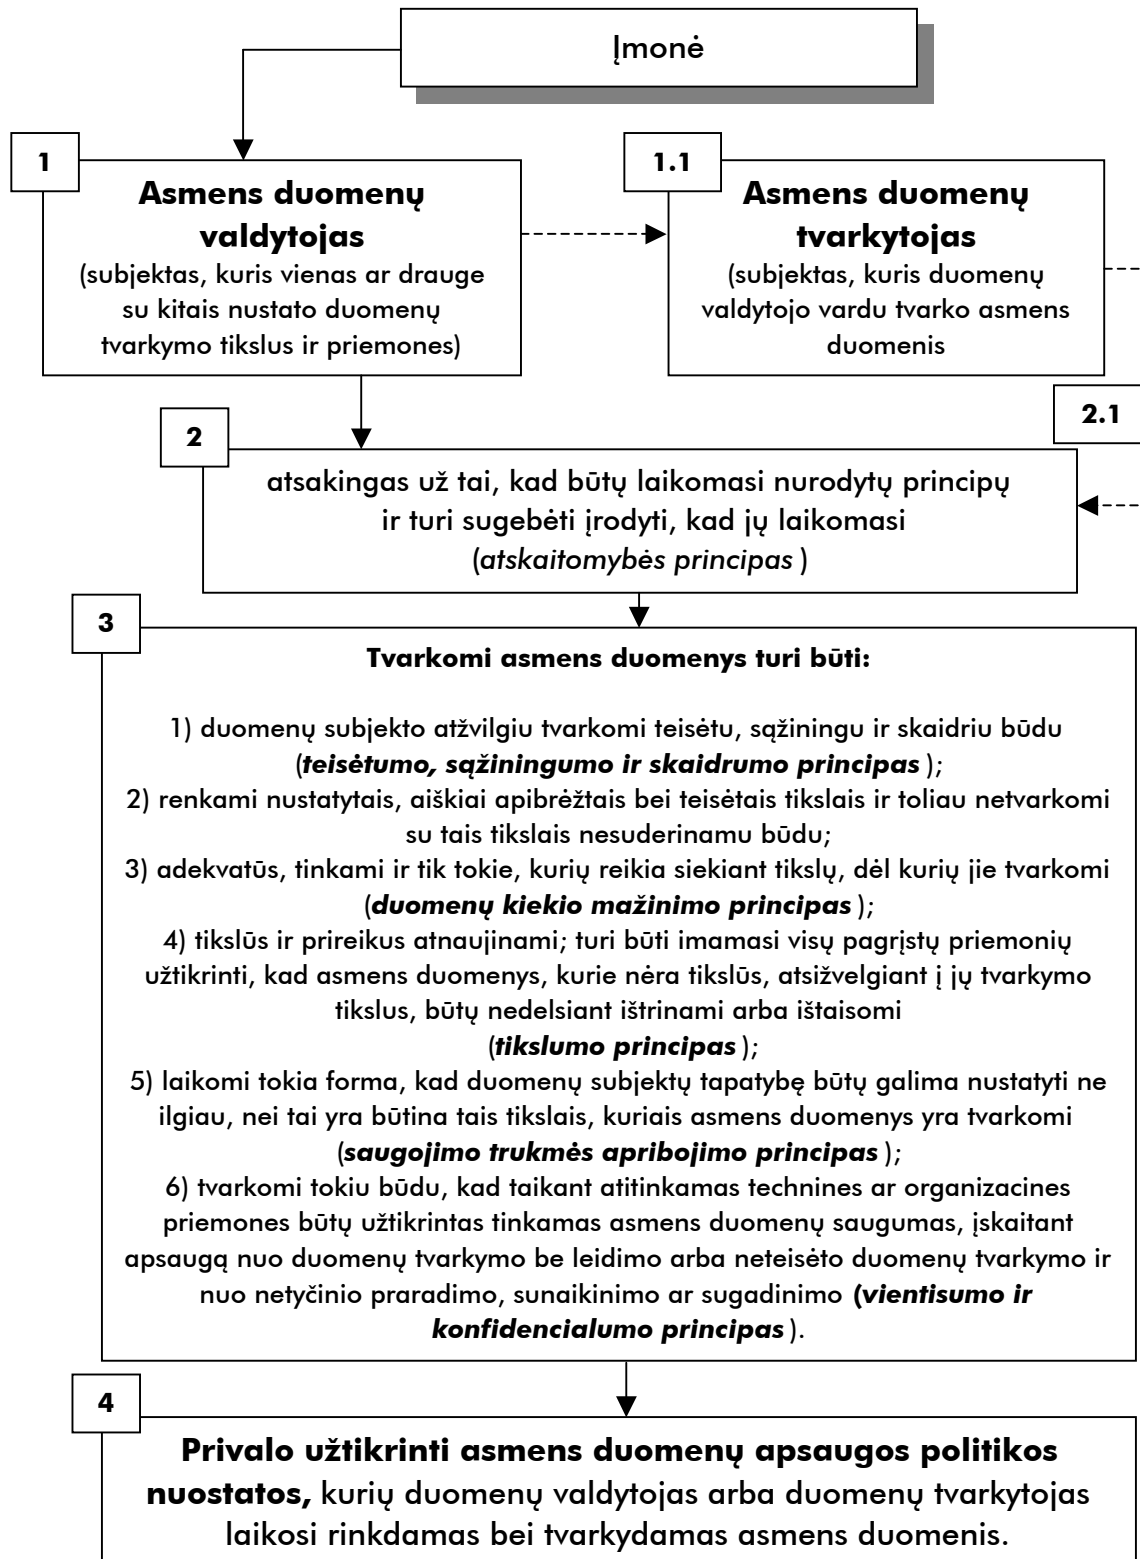 Įmonė
1
Asmens duomenų
valdytojas
(subjektas, kuris vienas ar drauge
su kitais nustato duomenų
tvarkymo tikslus ir priemones)
1.1
Asmens duomenų
tvarkytojas
(subjektas, kuris duomenų
valdytojo vardu tvarko asmens
duomenis
2.1
2
atsakingas už tai, kad būtų laikomasi nurodytų principų
ir turi sugebėti įrodyti, kad jų laikomasi
(atskaitomybės principas )
3
Tvarkomi asmens duomenys turi būti:
1) duomenų subjekto atžvilgiu tvarkomi teisėtu, sąžiningu ir skaidriu būdu
(teisėtumo, sąžiningumo ir skaidrumo principas );
2) renkami nustatytais, aiškiai apibrėžtais bei teisėtais tikslais ir toliau netvarkomi
su tais tikslais nesuderinamu būdu;
3) adekvatūs, tinkami ir tik tokie, kurių reikia siekiant tikslų, dėl kurių jie tvarkomi
(duomenų kiekio mažinimo principas );
4) tikslūs ir prireikus atnaujinami; turi būti imamasi visų pagrįstų priemonių
užtikrinti, kad asmens duomenys, kurie nėra tikslūs, atsižvelgiant į jų tvarkymo
tikslus, būtų nedelsiant ištrinami arba ištaisomi
(tikslumo principas );
5) laikomi tokia forma, kad duomenų subjektų tapatybę būtų galima nustatyti ne
ilgiau, nei tai yra būtina tais tikslais, kuriais asmens duomenys yra tvarkomi
(saugojimo trukmės apribojimo principas );
6) tvarkomi tokiu būdu, kad taikant atitinkamas technines ar organizacines
priemones būtų užtikrintas tinkamas asmens duomenų saugumas, įskaitant
apsaugą nuo duomenų tvarkymo be leidimo arba neteisėto duomenų tvarkymo ir
nuo netyčinio praradimo, sunaikinimo ar sugadinimo (vientisumo ir
konfidencialumo principas ).
4
Privalo užtikrinti asmens duomenų apsaugos politikos
nuostatos, kurių duomenų valdytojas arba duomenų tvarkytojas
laikosi rinkdamas bei tvarkydamas asmens duomenis.